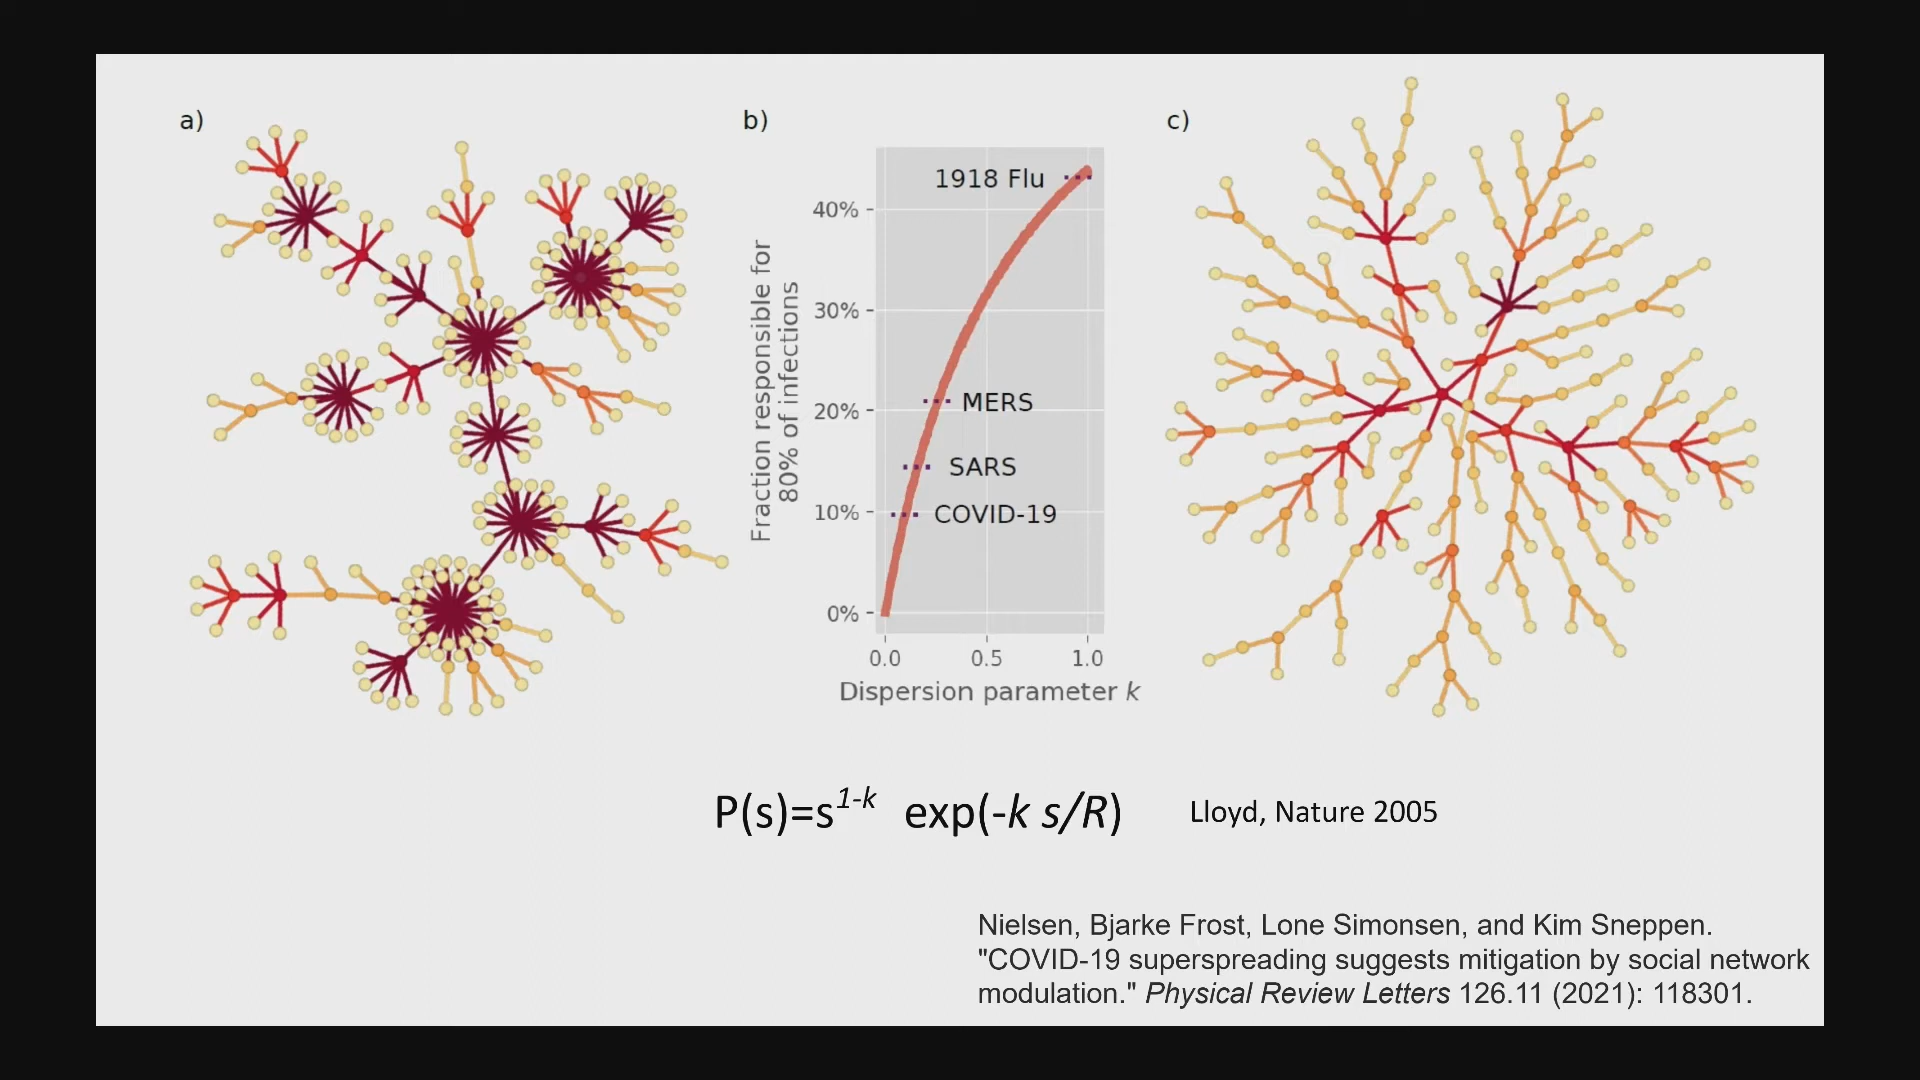 a)
b)
c)
Fraction responsible for
80% of infections
40%
30%
20%
10%
0%
1918 Flu
MERS
SARS
COVID-19
0.0 0.5 1.0
Dispersion parameter k
P(s)=s^{1-k} exp(-k s/R)
Lloyd, Nature 2005
Nielsen, Bjarke Frost, Lone Simonsen, and Kim Sneppen.
"COVID-19 superspreading suggests mitigation by social network
modulation." Physical Review Letters 126.11 (2021): 118301.